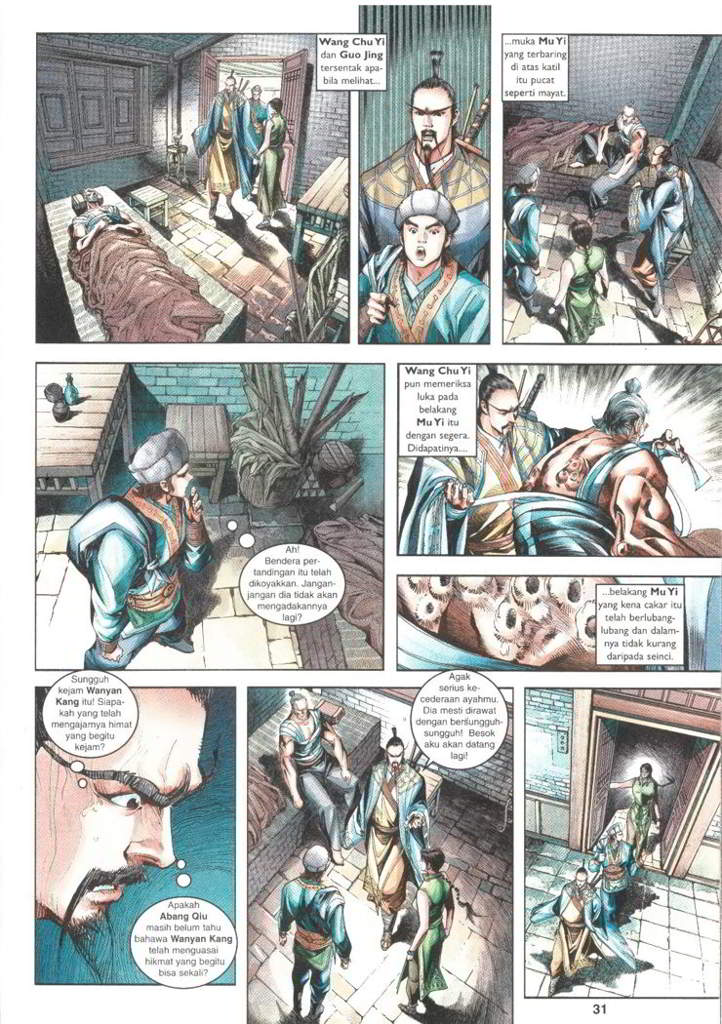 Wang Chu Yi
dan Guo Jing
tersentak apa-
bila melihat...
...muka Mu Yi
yang terbaring
di atas katil
itu pucat
seperti mayat.
Ah!
Bendera per-
tandingan itu telah
dikoyakkan. Jangan-
jangan dia tidak akan
mengadakannya
lagi?
Wang Chu Yi
pun memeriksa
luka pada
belakang
Mu Yi itu
dengan segera.
Didapatinya....
...belakang Mu Yi
yang kena cakar itu
telah berlubang-
lubang dan dalam-
nya tidak kurang
daripada seinci.
Sungguh
kejam Wanyan
Kang itu! Siapa-
kah yang telah
mengajarnya himat
yang begitu
kejam?
Apakah
Abang Qiu
masih belum tahu
bahawa Wanyan Kang
telah menguasai
hikmat yang begitu
bisa sekali?
Agak
serius ke-
cederaan ayahmu.
Dia mesti dirawat
dengan bersungguh-
sungguh! Besok
aku akan datang
lagi!
31